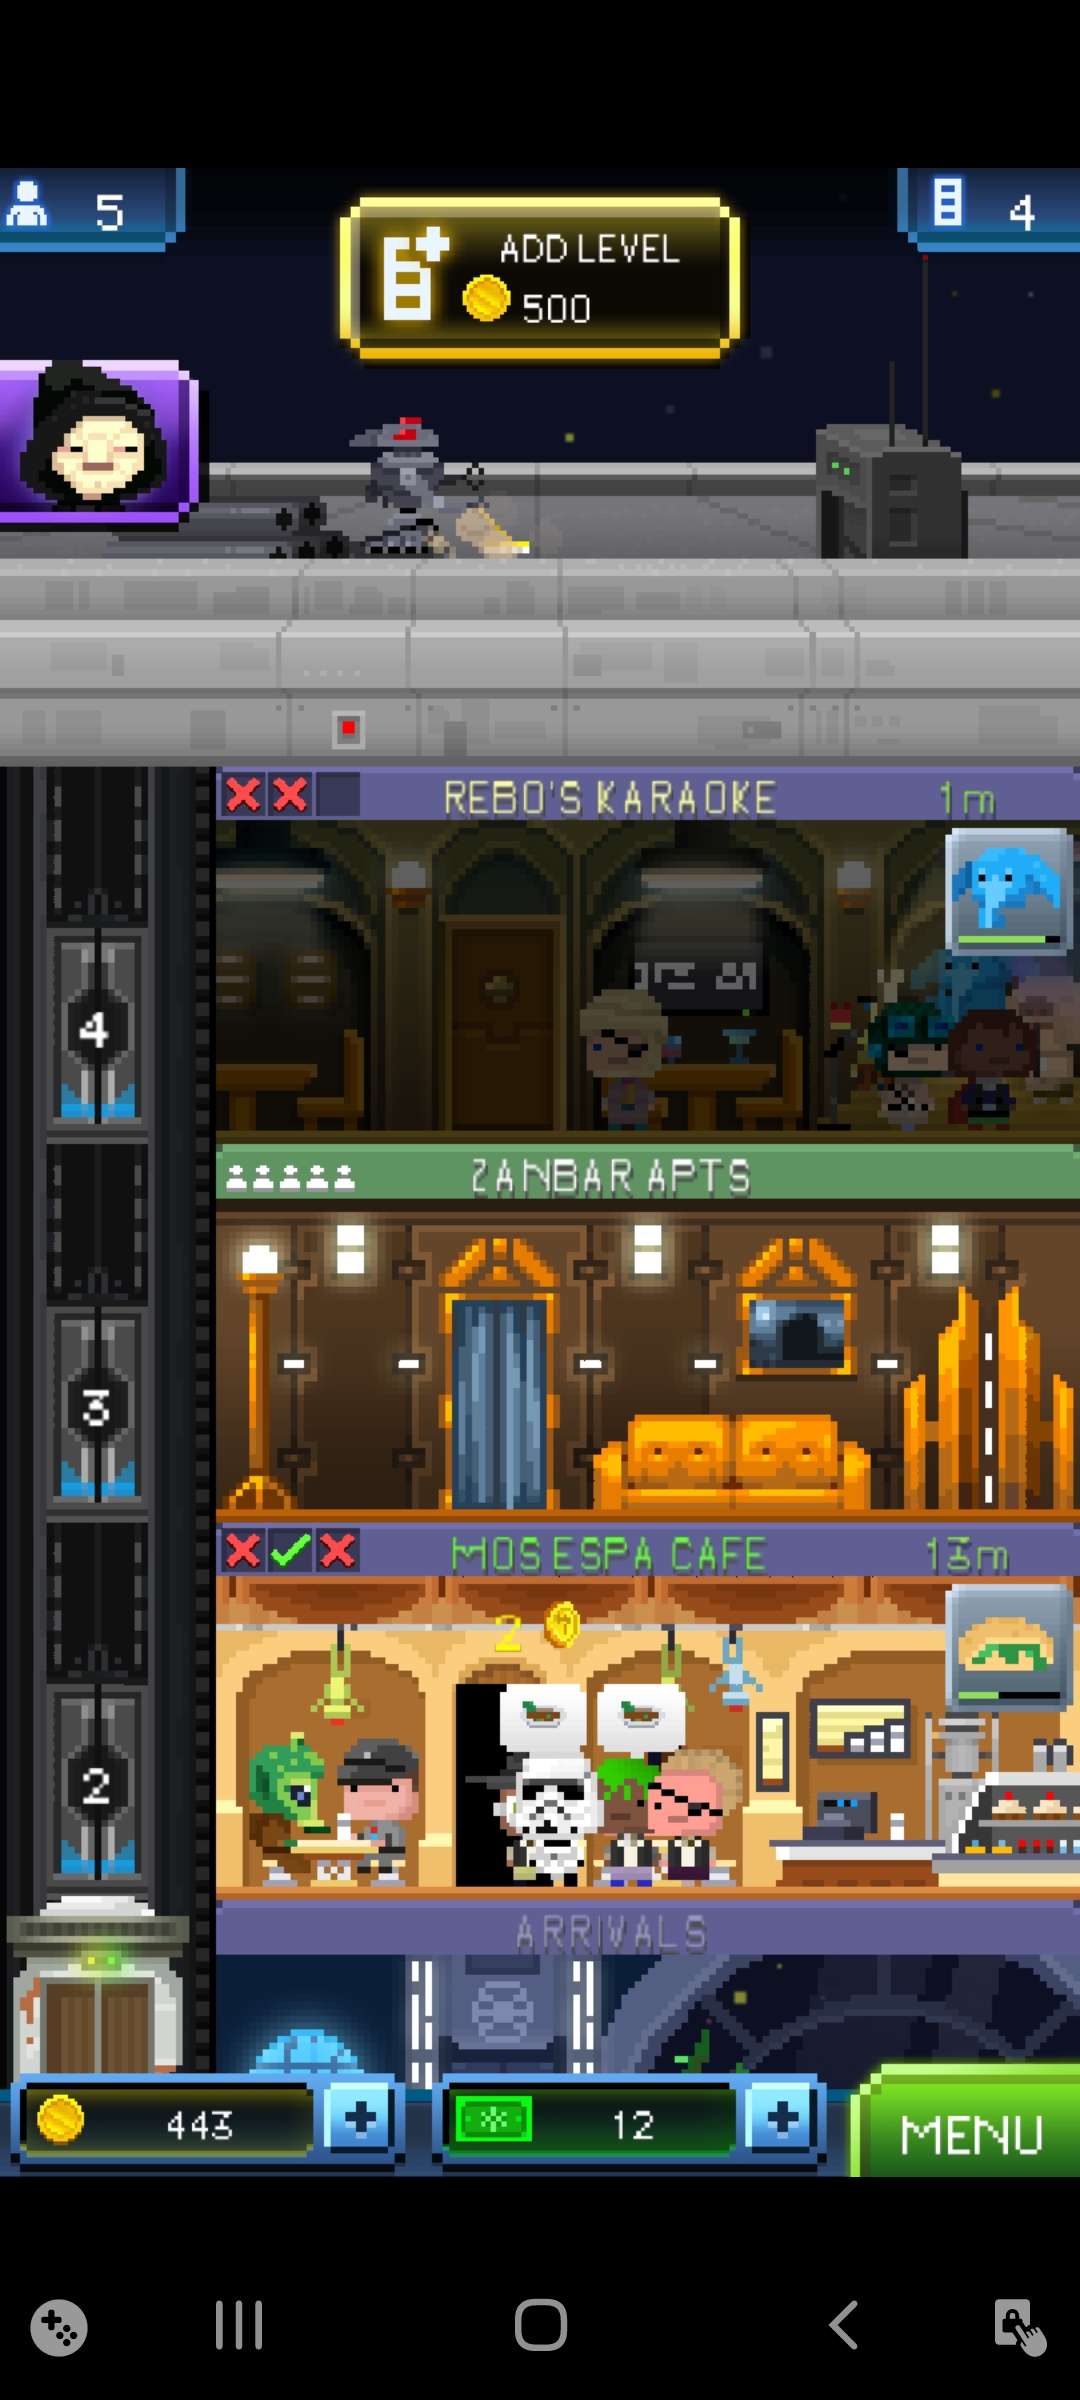 5
ADD LEVEL
500
4
REBO'S KARAOKE
1m
4
ZANBAR APTS
3
MOS ESPA CAFE
13m
2
2
ARRIVALS
443
12
MENU